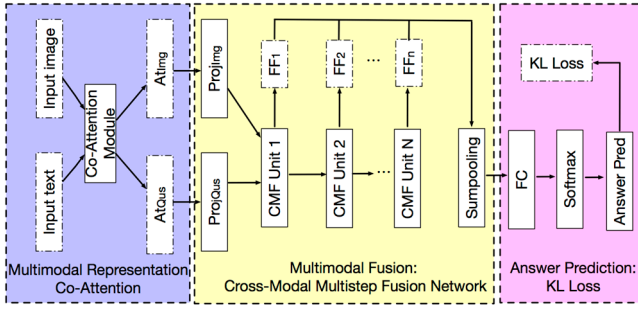 Input image
Input text
Co-Attention
Module
AtImg
AtQus
Multimodal Representation
Co-Attention
ProjImg
ProjQus
FF1
FF2
...
FFn
CMF Unit 1
CMF Unit 2
...
CMF Unit N
Sumpooling
Multimodal Fusion:
Cross-Modal Multistep Fusion Network
KL Loss
FC
Softmax
Answer Pred
Answer Prediction:
KL Loss